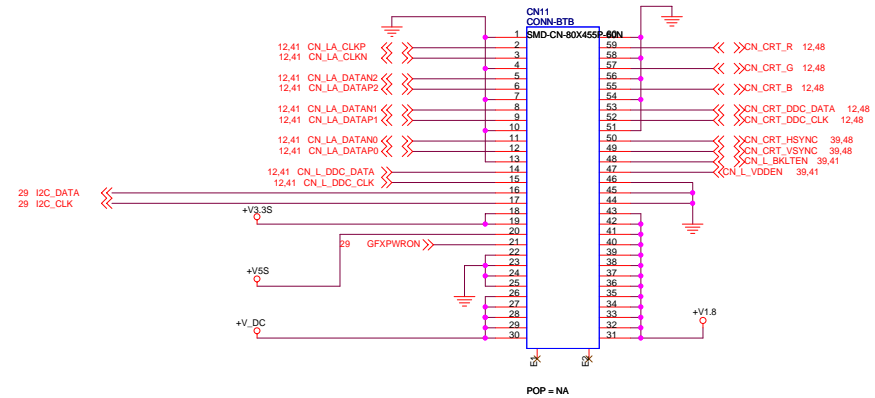 CN11
CONN-BTB
SMD-CN-80X455P-60N
1 60
12,41 CN_LA_CLKP 2 59 CN_CRT_R 12,48
12,41 CN_LA_CLKN 3 58
4 57 CN_CRT_G 12,48
12,41 CN_LA_DATAN2 5 56
12,41 CN_LA_DATAP2 6 55 CN_CRT_B 12,48
7 54
12,41 CN_LA_DATAN1 8 53 CN_CRT_DDC_DATA 12,48
12,41 CN_LA_DATAP1 9 52 CN_CRT_DDC_CLK 12,48
10 51
12,41 CN_LA_DATAN0 11 50 CN_CRT_HSYNC 39,48
12,41 CN_LA_DATAP0 12 49 CN_CRT_VSYNC 39,48
13 48 CN_L_BKLTEN 39,41
12,41 CN_L_DDC_DATA 14 47 CN_L_VDDEN 39,41
12,41 CN_L_DDC_CLK 15 46
29 I2C_DATA 16 45
29 I2C_CLK 17 44
+V3.3S 18 43
19 42
20 41
29 GFXPWRON 21 40
22 39
23 38
+V5S 24 37
25 36
26 35
27 34
28 33 +V1.8
+V_DC 29 32
30 31
E1 E2
POP = NA